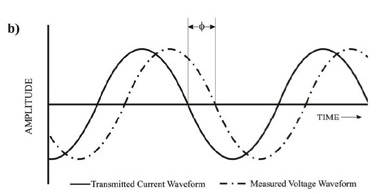 b)
ϕ
AMPLITUDE
TIME
Transmitted Current Waveform
Measured Voltage Waveform